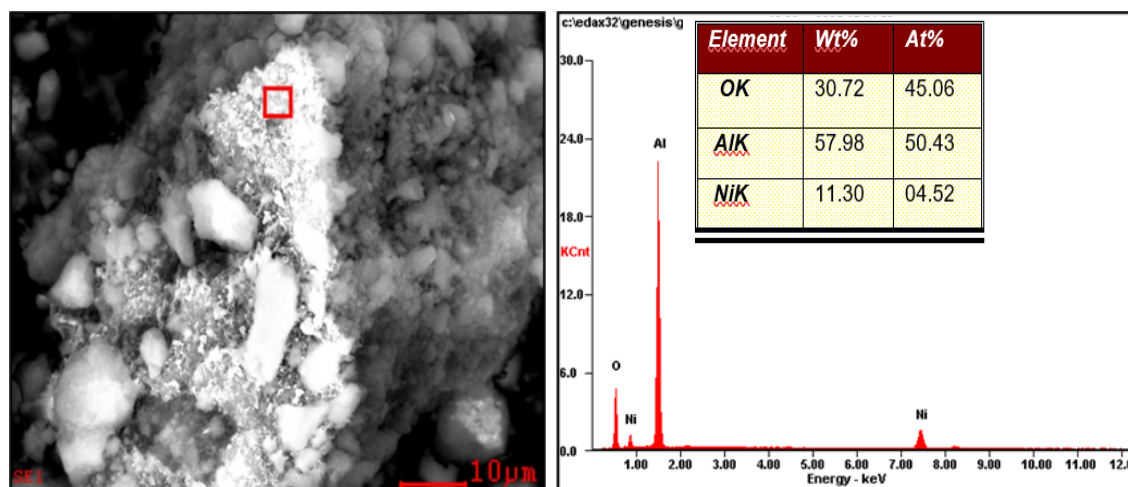 SE1
10µm
c:\edax32\genesis\g
Element Wt% At%
OK 30.72 45.06
AlK 57.98 50.43
NiK 11.30 04.52
30.0
24.0
18.0
KCnt
12.0
6.0
0.0
Al
O
Ni
Ni
1.00 2.00 3.00 4.00 5.00 6.00 7.00 8.00 9.00 10.00 11.00 12.0
Energy - keV